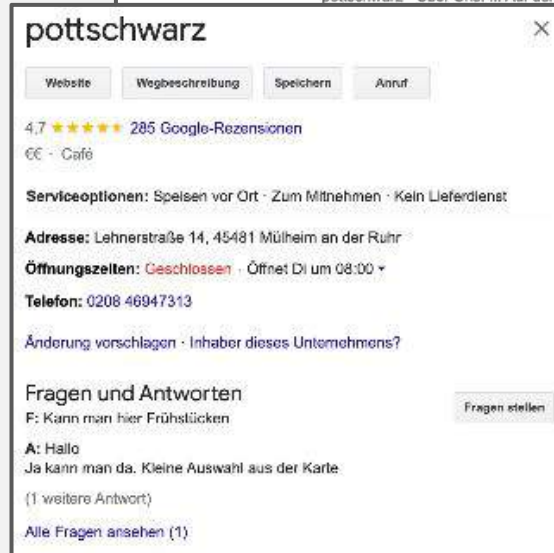 pottschwarz
Website Wegbeschreibung Speichern Anruf
4,7 ★★★★★ 285 Google-Rezensionen
€€ · Café
Serviceoptionen: Speisen vor Ort · Zum Mitnehmen · Kein Lieferdienst
Adresse: Lehnerstraße 14, 45481 Mülheim an der Ruhr
Öffnungszeiten: Geschlossen · Öffnet Di um 08:00
Telefon: 0208 46947313
Änderung vorschlagen · Inhaber dieses Unternehmens?
Fragen und Antworten
Fragen stellen
F: Kann man hier Frühstücken
A: Hallo
Ja kann man da. Kleine Auswahl aus der Karte
(1 weitere Antwort)
Alle Fragen ansehen (1)